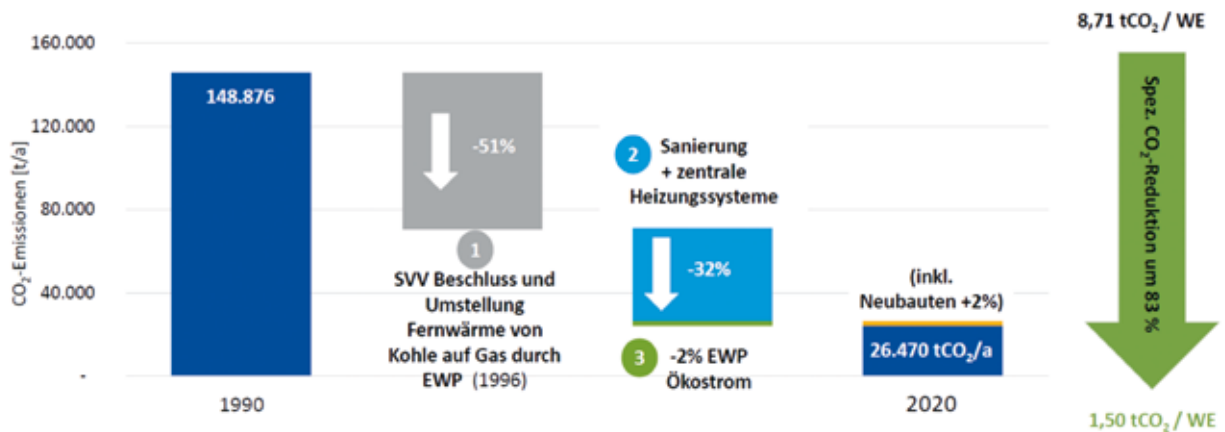 8,71 tCO₂ / WE
CO₂-Emissionen [t/a]
160.000
120.000
80.000
40.000
-
148.876
-51%
1
SVV Beschluss und
Umstellung
Fernwärme von
Kohle auf Gas durch
EWP (1996)
2
Sanierung
+ zentrale
Heizungssysteme
-32%
3
-2% EWP
Ökostrom
(inkl.
Neubauten +2%)
26.470 tCO₂/a
1990
2020
Spez. CO₂-Reduktion um 83 %
1,50 tCO₂ / WE